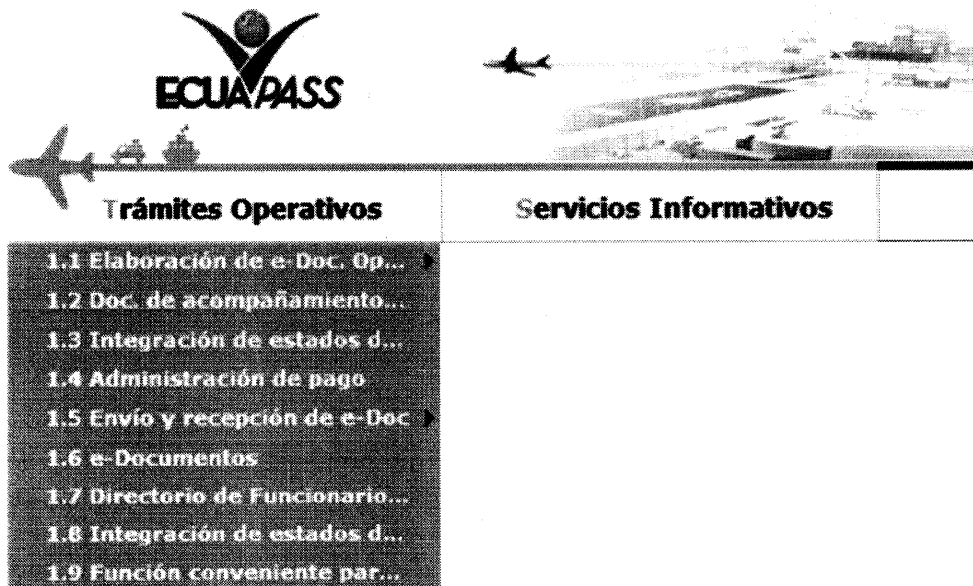 ECUAPASS
Trámites Operativos
Servicios Informativos
1.1 Elaboración de e-Doc. Op...
1.2 Doc. de acompañamiento...
1.3 Integración de estados d...
1.4 Administración de pago
1.5 Envío y recepción de e-Doc
1.6 e-Documentos
1.7 Directorio de Funcionario...
1.8 Integración de estados d...
1.9 Función conveniente par...